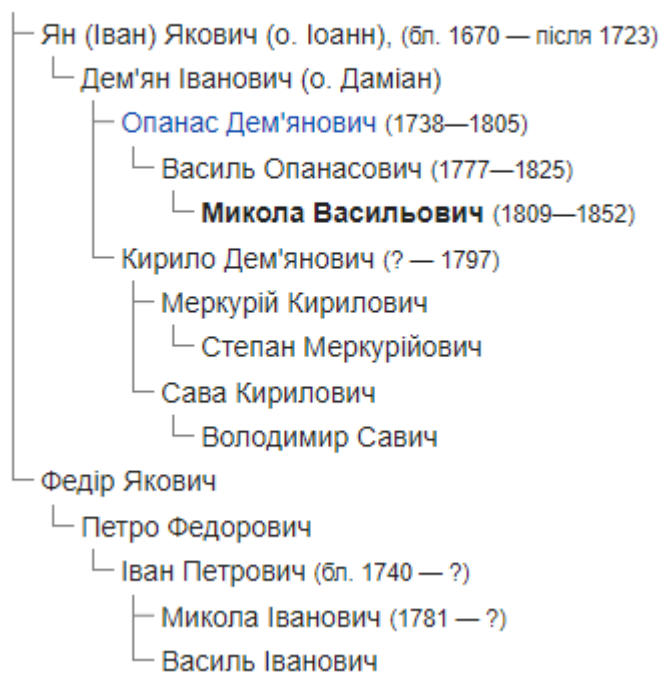 Ян (Іван) Якович (о. Іоанн), (бл. 1670 — після 1723)
Дем'ян Іванович (о. Даміан)
Опанас Дем'янович (1738—1805)
Василь Опанасович (1777—1825)
Микола Васильович (1809—1852)
Кирило Дем'янович (? — 1797)
Меркурій Кирилович
Степан Меркурійович
Сава Кирилович
Володимир Савич
Федір Якович
Петро Федорович
Іван Петрович (бл. 1740 — ?)
Микола Іванович (1781 — ?)
Василь Іванович